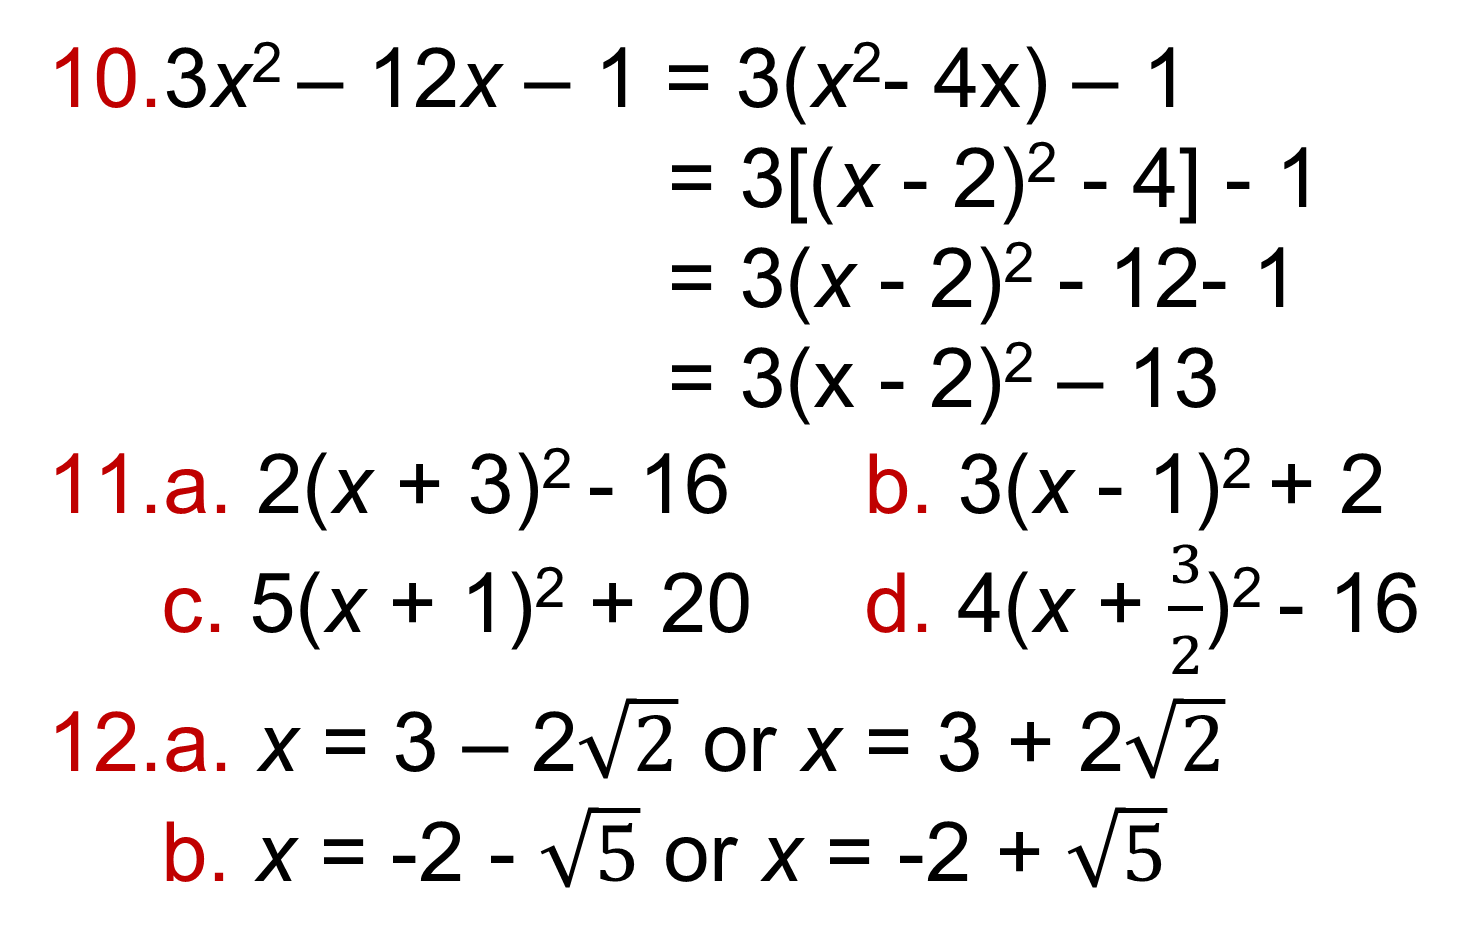 10.3x² – 12x – 1 = 3(x²- 4x) – 1
= 3[(x - 2)² - 4] - 1
= 3(x - 2)² - 12- 1
= 3(x - 2)² – 13
11.a. 2(x + 3)² - 16 b. 3(x - 1)² + 2
c. 5(x + 1)² + 20 d. 4(x + 3/2)² - 16
12.a. x = 3 – 2√2 or x = 3 + 2√2
b. x = -2 - √5 or x = -2 + √5